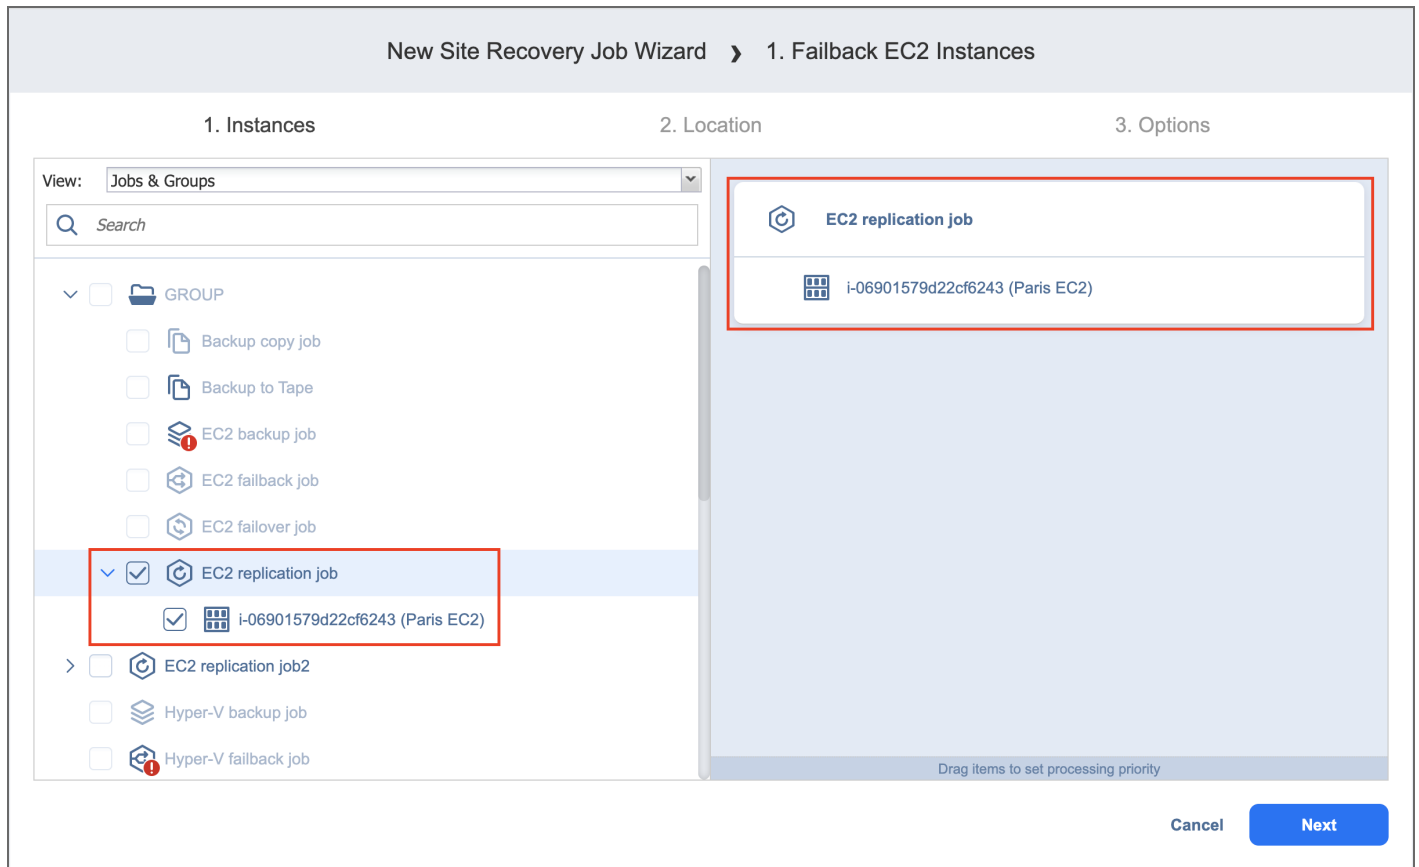 New Site Recovery Job Wizard ❯ 1. Failback EC2 Instances
1. Instances 2. Location 3. Options
View: Jobs & Groups
Search
GROUP
Backup copy job
Backup to Tape
EC2 backup job
EC2 failback job
EC2 failover job
EC2 replication job
i-06901579d22cf6243 (Paris EC2)
EC2 replication job2
Hyper-V backup job
Hyper-V failback job
EC2 replication job
i-06901579d22cf6243 (Paris EC2)
Drag items to set processing priority
Cancel Next